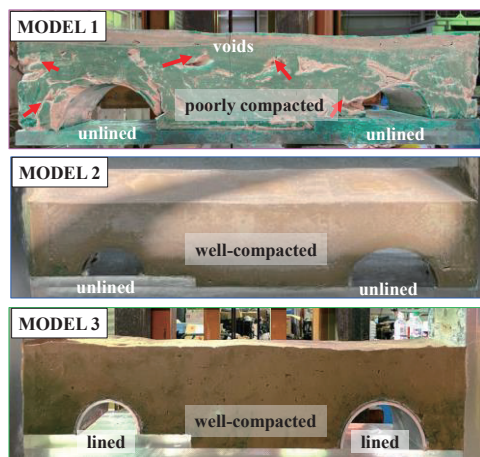 MODEL 1
voids
poorly compacted
unlined
unlined
MODEL 2
well-compacted
unlined
unlined
MODEL 3
well-compacted
lined
lined